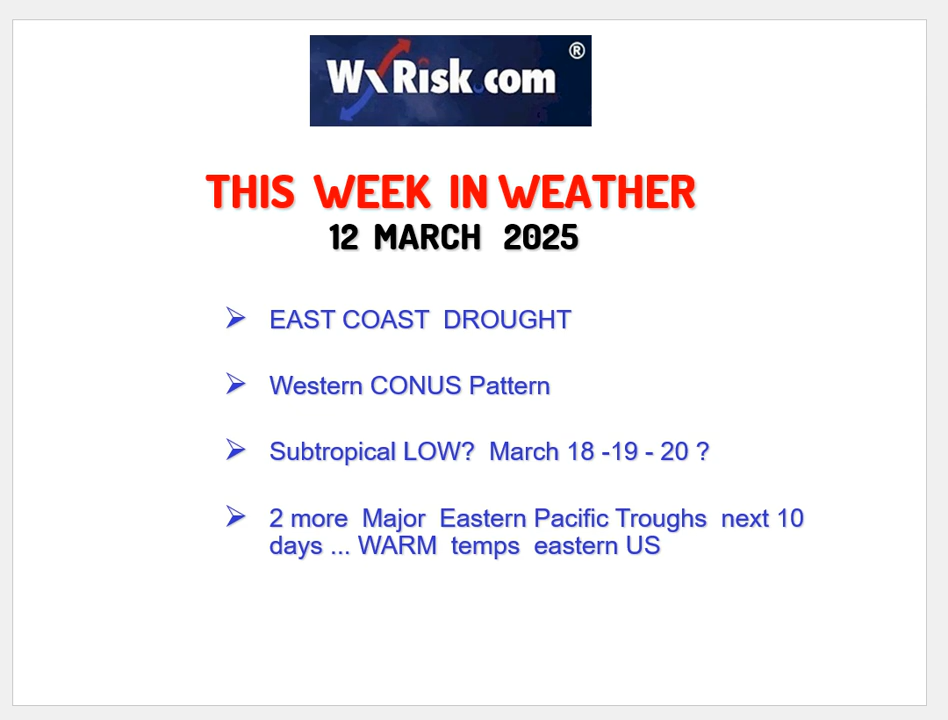 WxRisk.com ®
THIS WEEK IN WEATHER
12 MARCH 2025
➢ EAST COAST DROUGHT
➢ Western CONUS Pattern
➢ Subtropical LOW? March 18 -19 - 20 ?
➢ 2 more Major Eastern Pacific Troughs next 10
days ... WARM temps eastern US